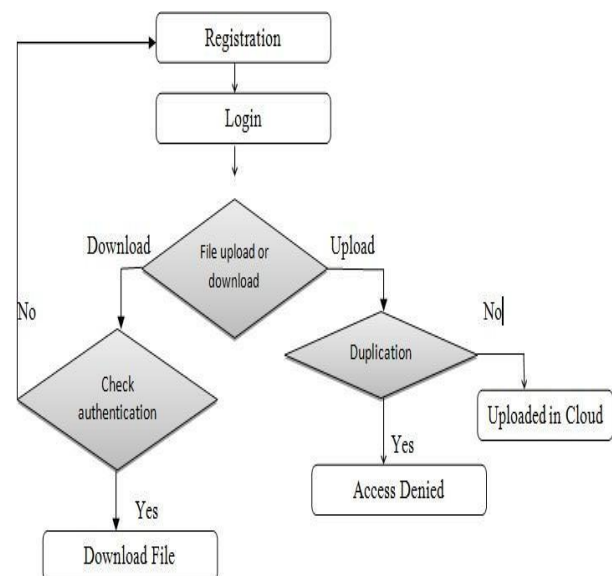 Registration
Login
Download
File upload or
download
Upload
No
No
Check
authentication
Duplication
Uploaded in Cloud
Yes
Access Denied
Yes
Download File